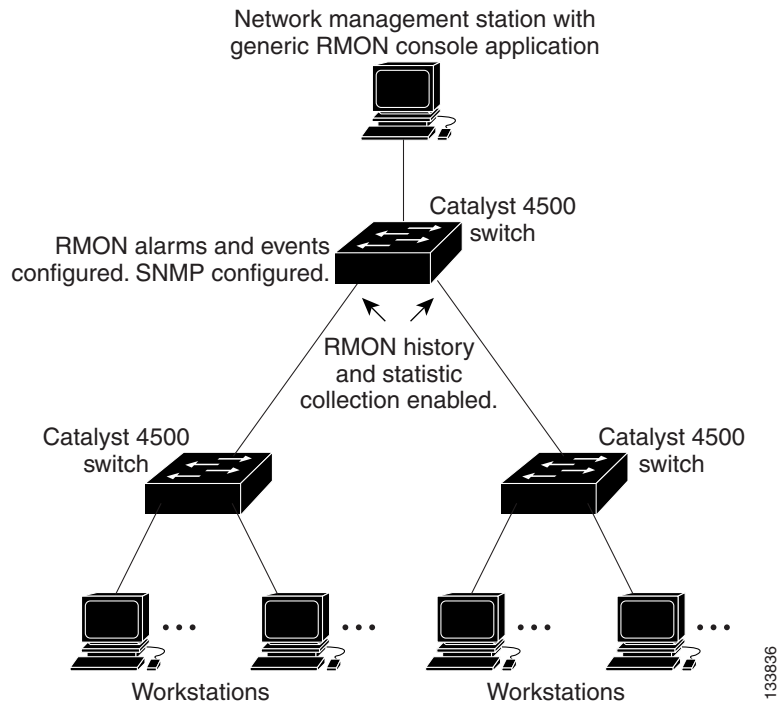 Network management station with
generic RMON console application
Catalyst 4500
switch
RMON alarms and events
configured. SNMP configured.
RMON history
and statistic
collection enabled.
Catalyst 4500
switch
Catalyst 4500
switch
Workstations
Workstations
133836